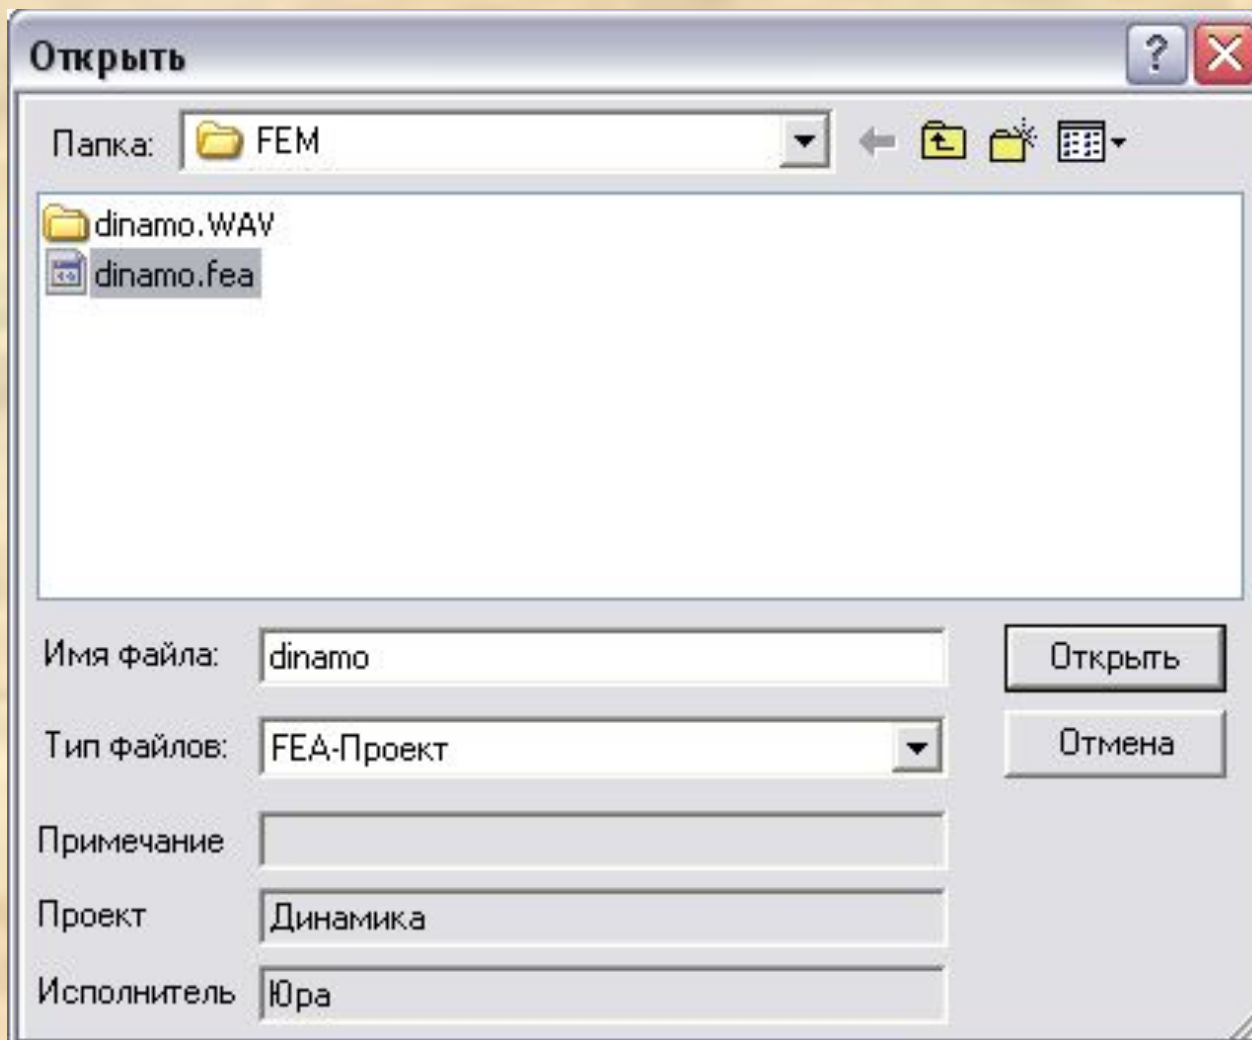 Открыть
Папка: FEM
dinamo.WAV
dinamo.fea
Имя файла: dinamo Открыть
Тип файлов: FEA-Проект Отмена
Примечание
Проект Динамика
Исполнитель Юра